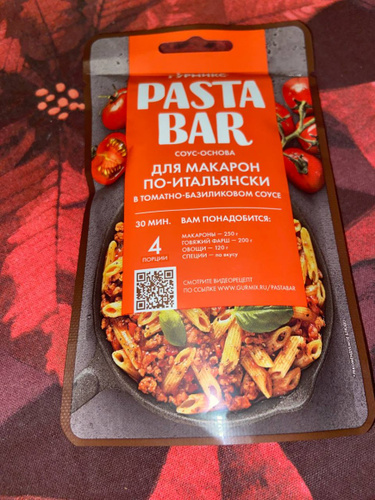 PASTA
BAR
СОУС-ОСНОВА
ДЛЯ МАКАРОН
ПО-ИТАЛЬЯНСКИ
В ТОМАТНО-БАЗИЛИКОВОМ СОУСЕ
30 МИН.
ВАМ ПОНАДОБИТСЯ:
4
ПОРЦИИ
МАКАРОНЫ — 250 г
ГОВЯЖИЙ ФАРШ — 200 г
ОВОЩИ — 120 г
СПЕЦИИ — по вкусу
СМОТРИТЕ ВИДЕОРЕЦЕПТ
ПО ССЫЛКЕ WWW.GURMIX.RU/PASTABAR